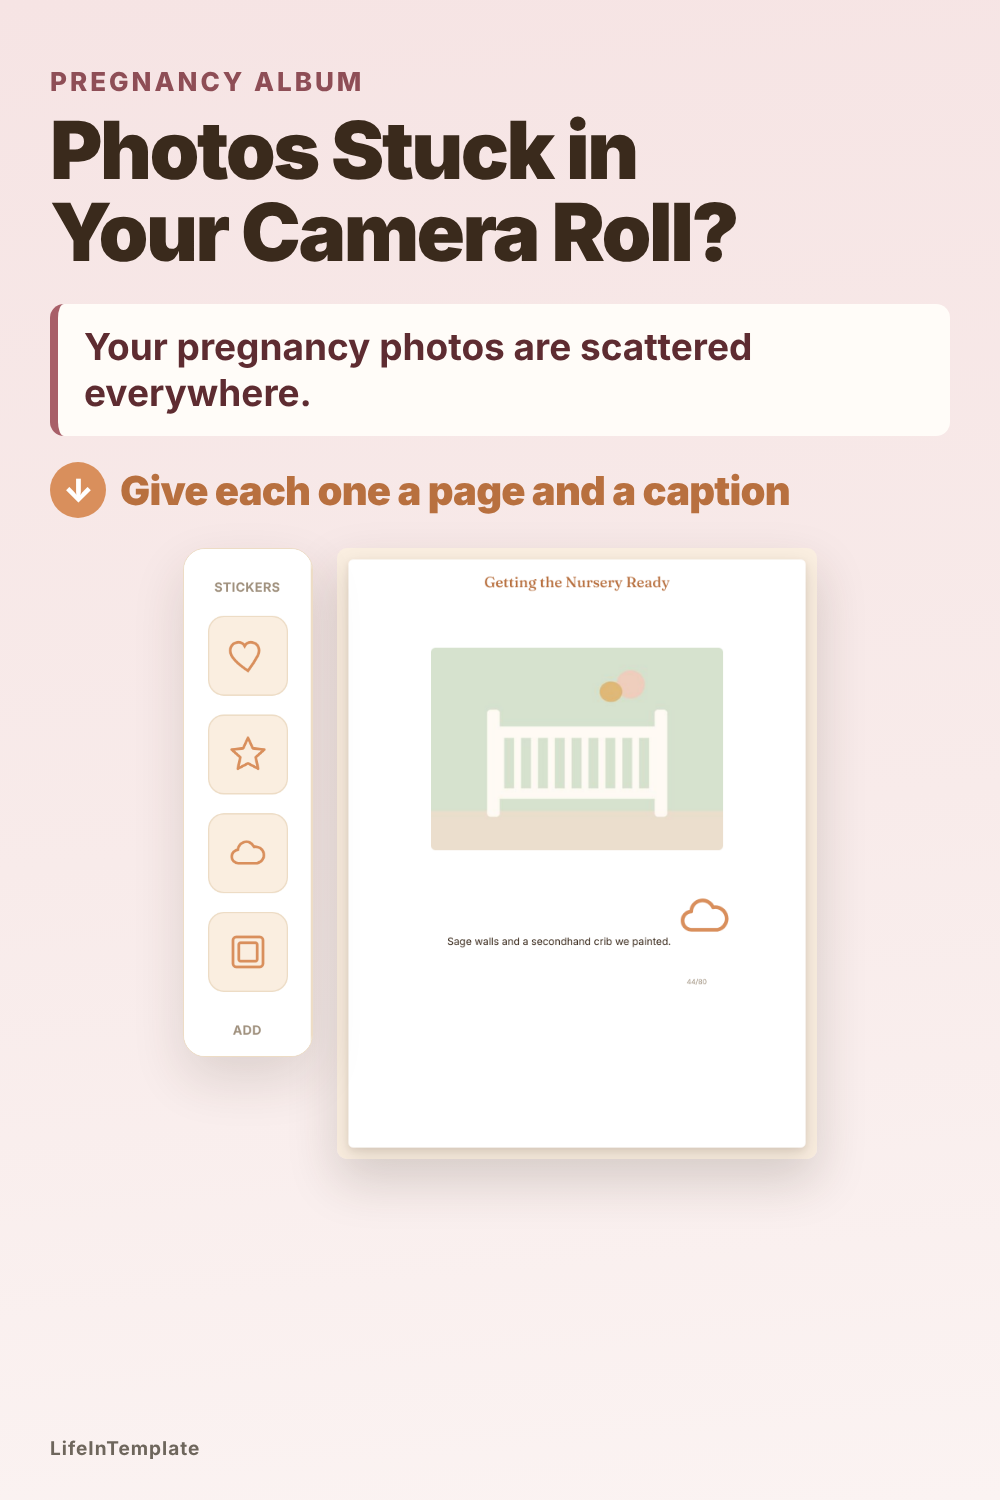 PREGNANCY ALBUM
Photos Stuck in
Your Camera Roll?
Your pregnancy photos are scattered
everywhere.
Give each one a page and a caption
STICKERS
ADD
Getting the Nursery Ready
Sage walls and a secondhand crib we painted.
44/80
LifeInTemplate